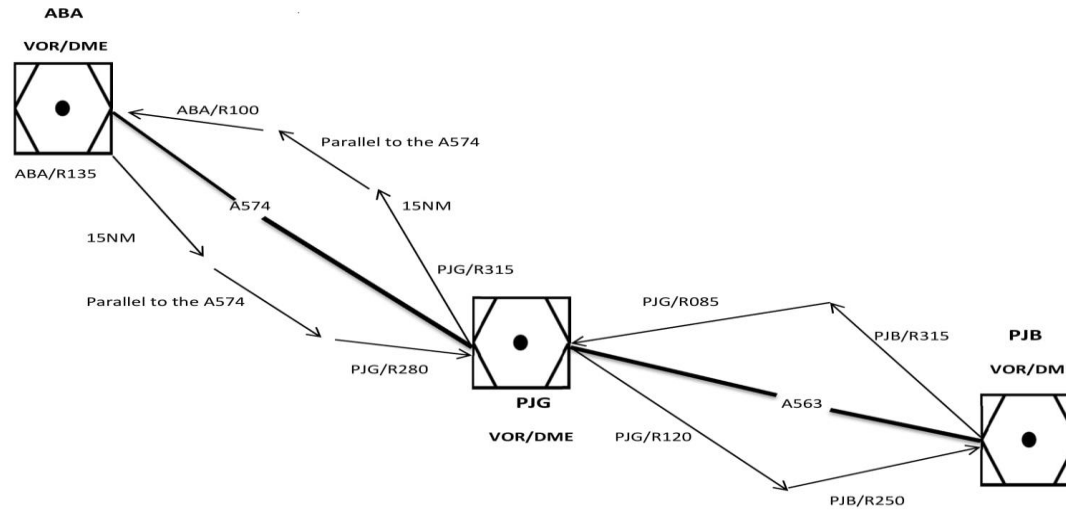 ABA
VOR/DME
ABA/R100
Parallel to the A574
ABA/R135
A574
15NM
15NM
PJG/R315
Parallel to the A574
PJG/R085
PJB/R315
PJB
VOR/DM
PJG/R280
PJG
A563
VOR/DME
PJG/R120
PJB/R250